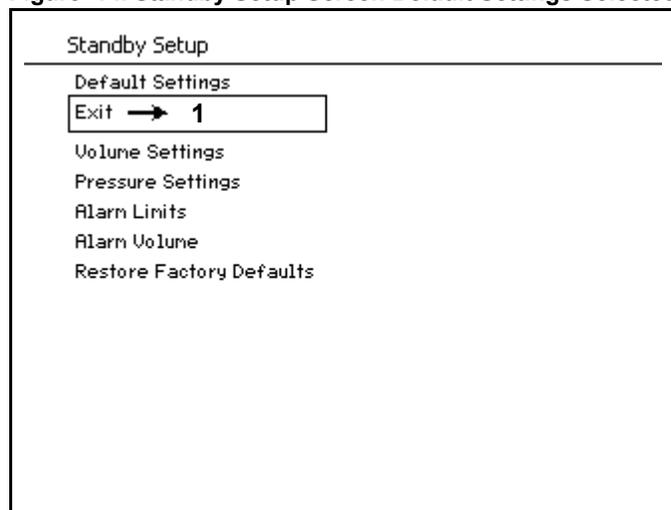 Standby Setup
Default Settings
Exit → 1
Volume Settings
Pressure Settings
Alarm Limits
Alarm Volume
Restore Factory Defaults